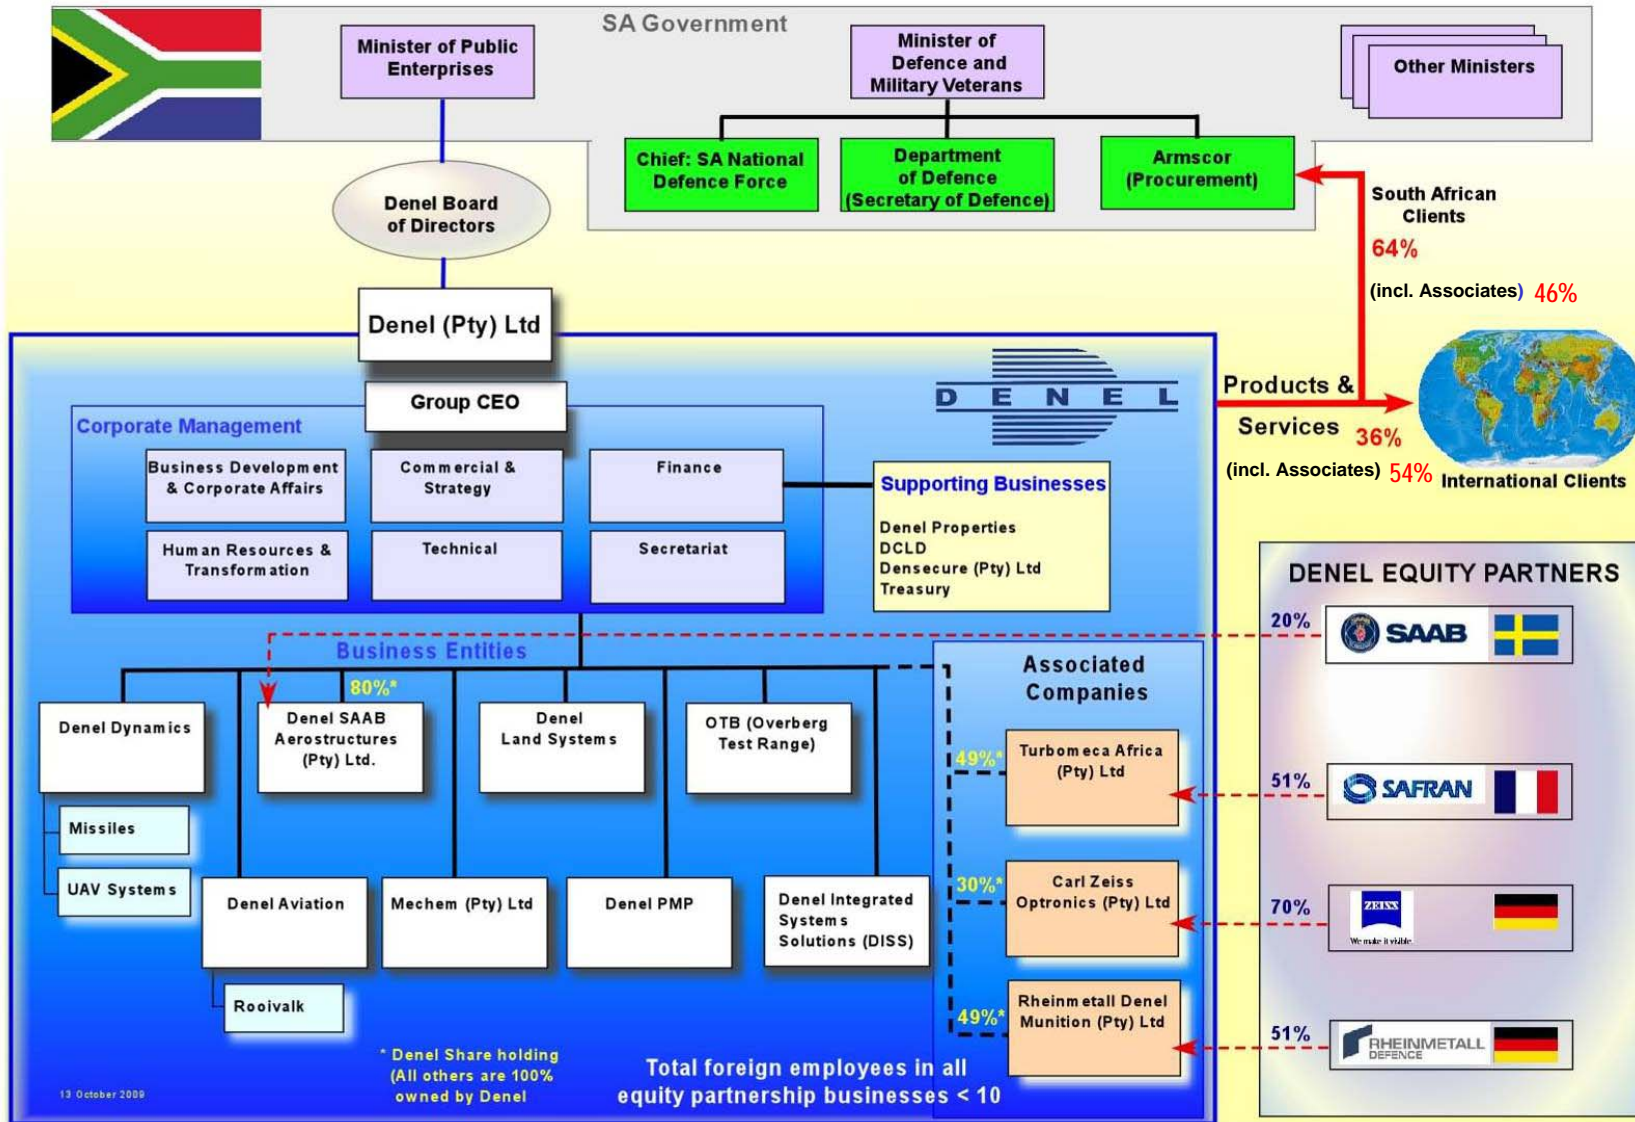 SA Government
Minister of Public
Enterprises
Minister of
Defence and
Military Veterans
Other Ministers
Chief: SA National
Defence Force
Department
of Defence
(Secretary of Defence)
Armscor
(Procurement)
South African
Clients
64%
(incl. Associates) 46%
Denel Board
of Directors
Denel (Pty) Ltd
Group CEO
DENEL
Products &
Services 36%
(incl. Associates) 54%
International Clients
Corporate Management
Business Development
& Corporate Affairs
Commercial &
Strategy
Finance
Human Resources &
Transformation
Technical
Secretariat
Supporting Businesses
Denel Properties
DCLD
Densecure (Pty) Ltd
Treasury
Business Entities
80%*
Denel Dynamics
Denel SAAB
Aerostructures
(Pty) Ltd.
Denel
Land Systems
OTB (Overberg
Test Range)
Missiles
UAV Systems
Denel Aviation
Mechem (Pty) Ltd
Denel PMP
Denel Integrated
Systems
Solutions (DISS)
Rooivalk
Associated
Companies
49%*
Turbomeca Africa
(Pty) Ltd
30%*
Carl Zeiss
Optronics (Pty) Ltd
49%*
Rheinmetall Denel
Munition (Pty) Ltd
DENEL EQUITY PARTNERS
20%
SAAB
51%
SAFRAN
70%
ZEISS
We make it visible.
51%
RHEINMETALL
DEFENCE
* Denel Share holding
(All others are 100%
owned by Denel
Total foreign employees in all
equity partnership businesses < 10
13 October 2009